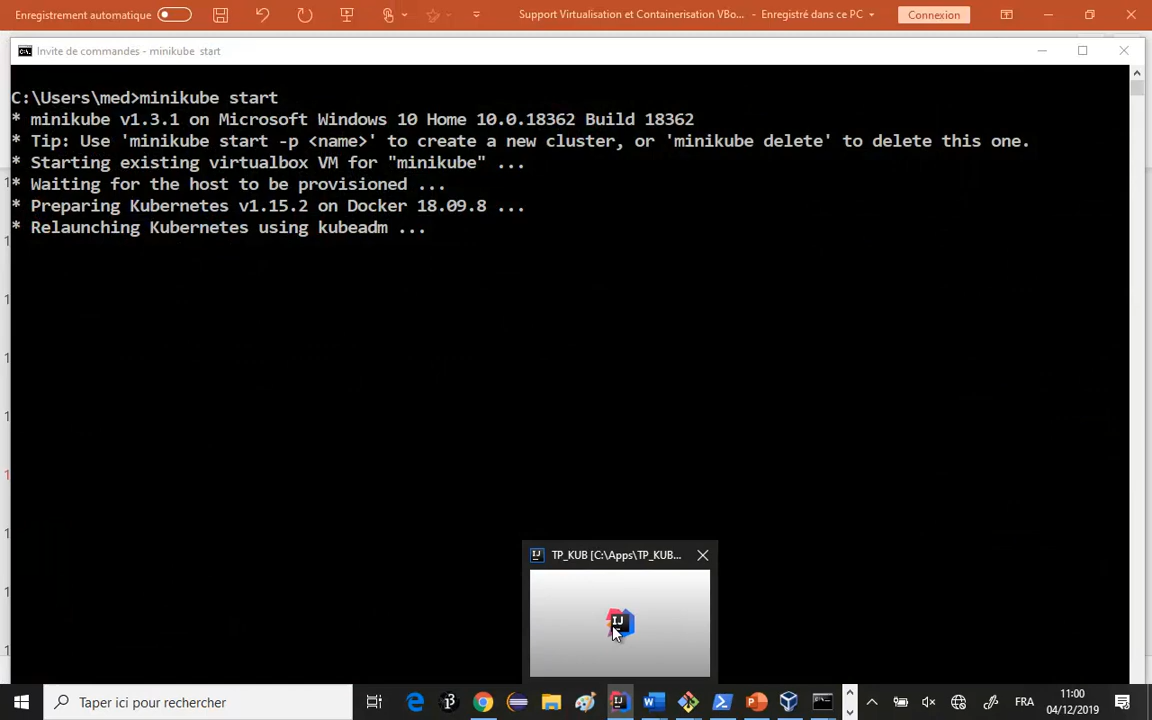 Enregistrement automatique
Support Virtualisation et Containerisation VBo... - Enregistré dans ce PC
Connexion
Invite de commandes - minikube start
C:\Users\med>minikube start
* minikube v1.3.1 on Microsoft Windows 10 Home 10.0.18362 Build 18362
* Tip: Use 'minikube start -p <name>' to create a new cluster, or 'minikube delete' to delete this one.
* Starting existing virtualbox VM for "minikube" ...
* Waiting for the host to be provisioned ...
* Preparing Kubernetes v1.15.2 on Docker 18.09.8 ...
* Relaunching Kubernetes using kubeadm ...
TP_KUB [C:\Apps\TP_KUB...
IJ
Taper ici pour rechercher
FRA
11:00
04/12/2019